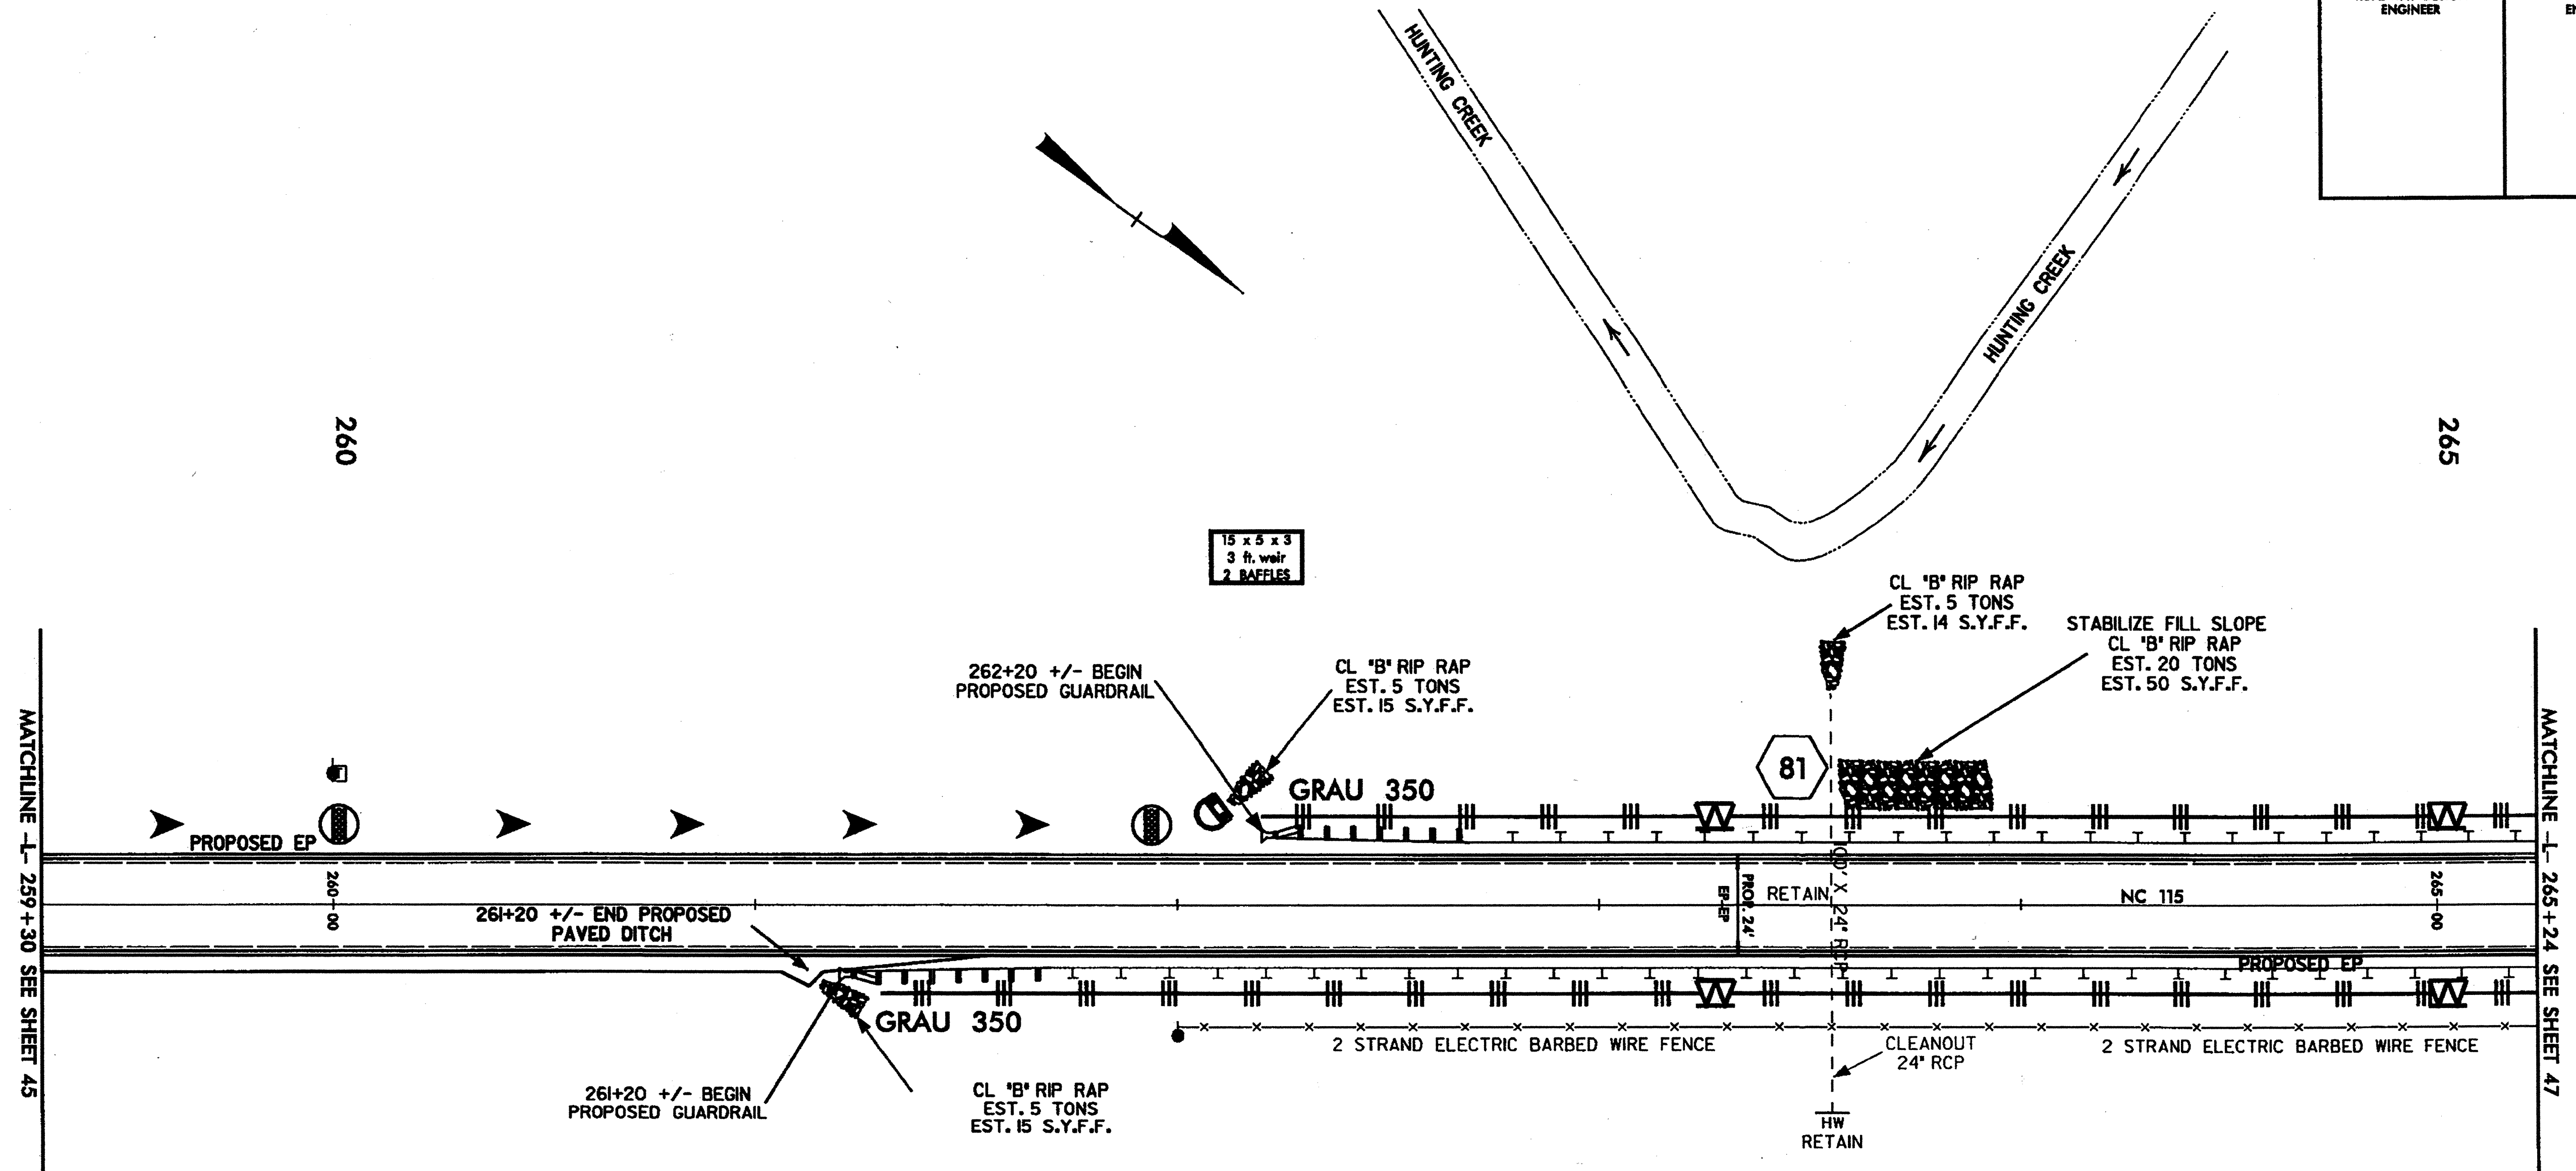 ENGINEER
HUNTING CREEK
HUNTING CREEK
260
265
15 x 5 x 3
3 ft. weir
2 BAFFLES
CL "B" RIP RAP
EST. 5 TONS
EST. 14 S.Y.F.F.
STABILIZE FILL SLOPE
CL "B" RIP RAP
EST. 20 TONS
EST. 50 S.Y.F.F.
262+20 +/- BEGIN
PROPOSED GUARDRAIL
CL "B" RIP RAP
EST. 5 TONS
EST. 15 S.Y.F.F.
GRAU 350
81
PROPOSED EP
260+00
261+20 +/- END PROPOSED
PAVED DITCH
PROP. 24'
EP-EP
RETAIN
100' X 24" RCP
NC 115
265+00
PROPOSED EP
GRAU 350
2 STRAND ELECTRIC BARBED WIRE FENCE
CLEANOUT
24" RCP
2 STRAND ELECTRIC BARBED WIRE FENCE
261+20 +/- BEGIN
PROPOSED GUARDRAIL
CL "B" RIP RAP
EST. 5 TONS
EST. 15 S.Y.F.F.
HW
RETAIN
MATCHLINE -L- 259+30 SEE SHEET 45
MATCHLINE -L- 265+24 SEE SHEET 47